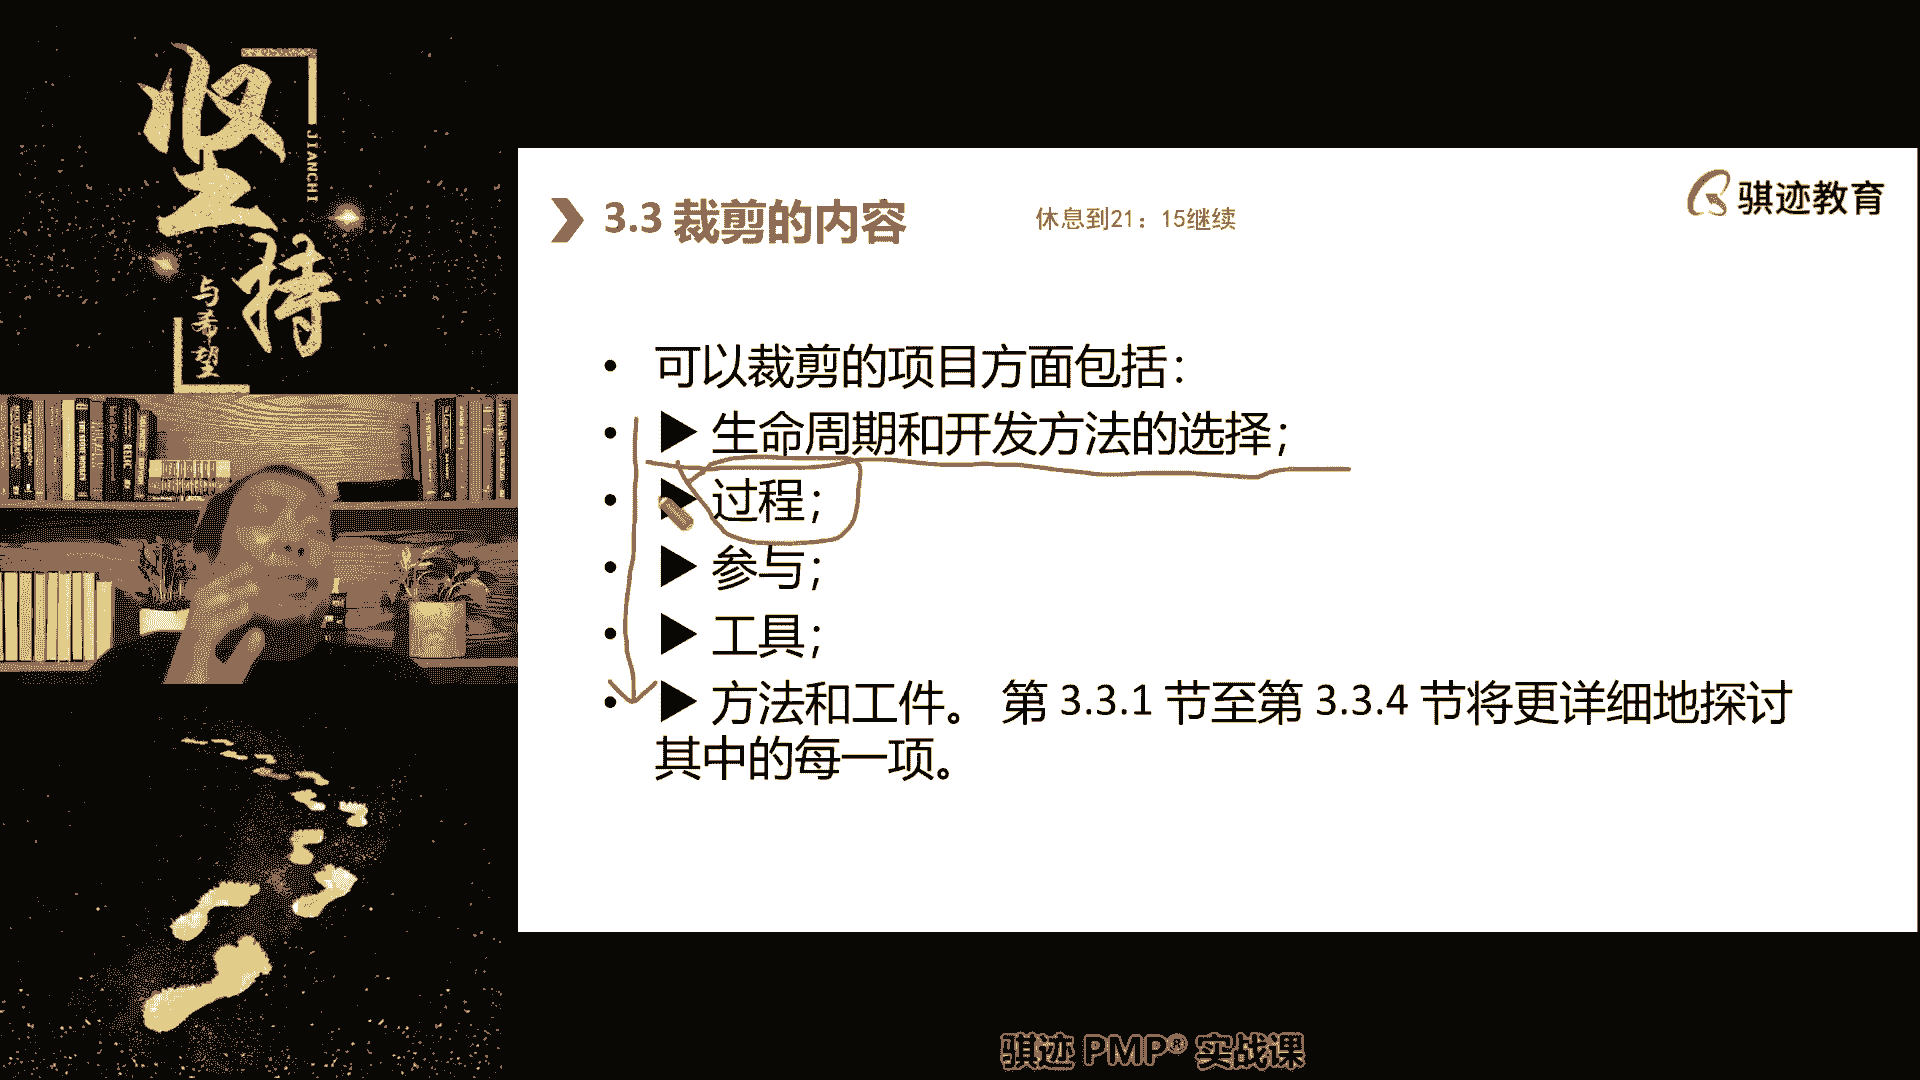 坚持
JIANCHI
与希望
骐迹教育
3.3 裁剪的内容
休息到21：15继续
• 可以裁剪的项目方面包括：
• ▶ 生命周期和开发方法的选择；
• ▶ 过程；
• ▶ 参与；
• ▶ 工具；
• ▶ 方法和工件。 第 3.3.1 节至第 3.3.4 节将更详细地探讨
其中的每一项。
骐迹 PMP® 实战课